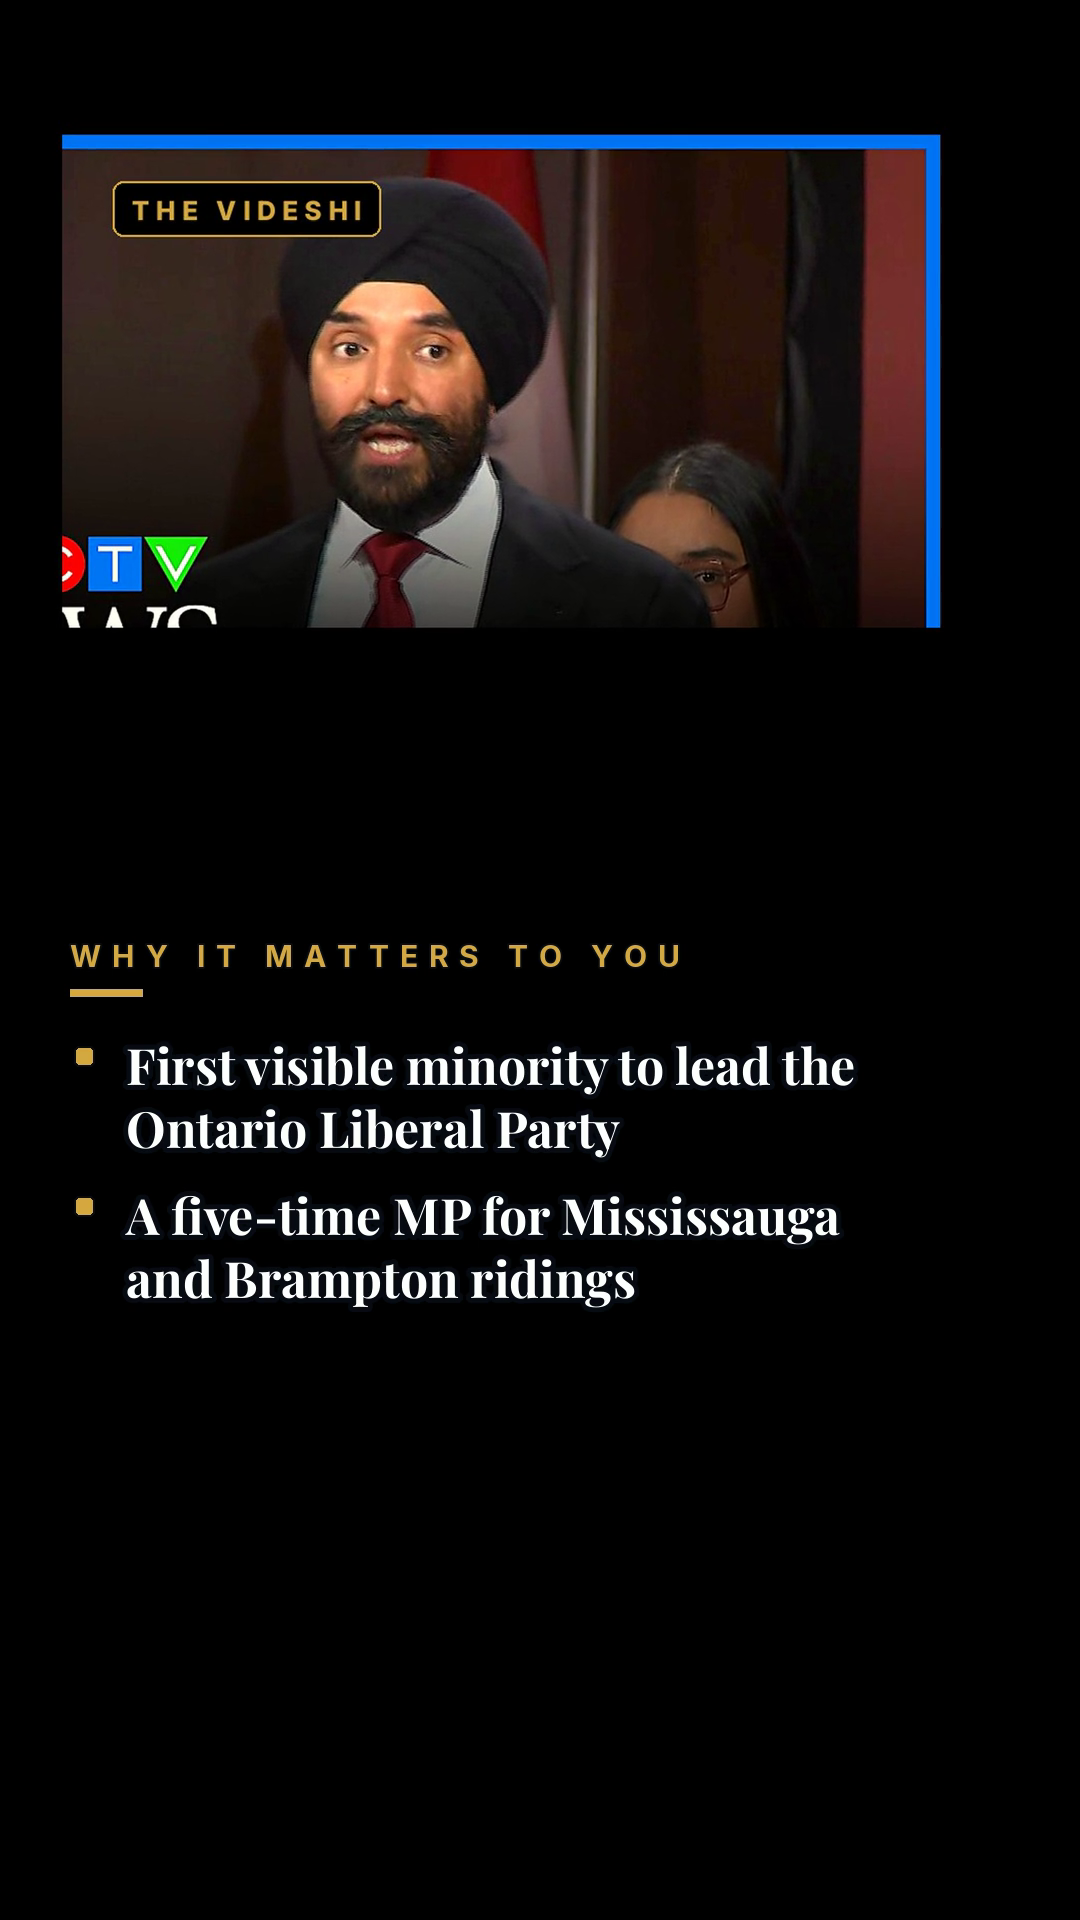 THE VIDESHI
CTV
WHY IT MATTERS TO YOU
First visible minority to lead the
Ontario Liberal Party
A five-time MP for Mississauga
and Brampton ridings